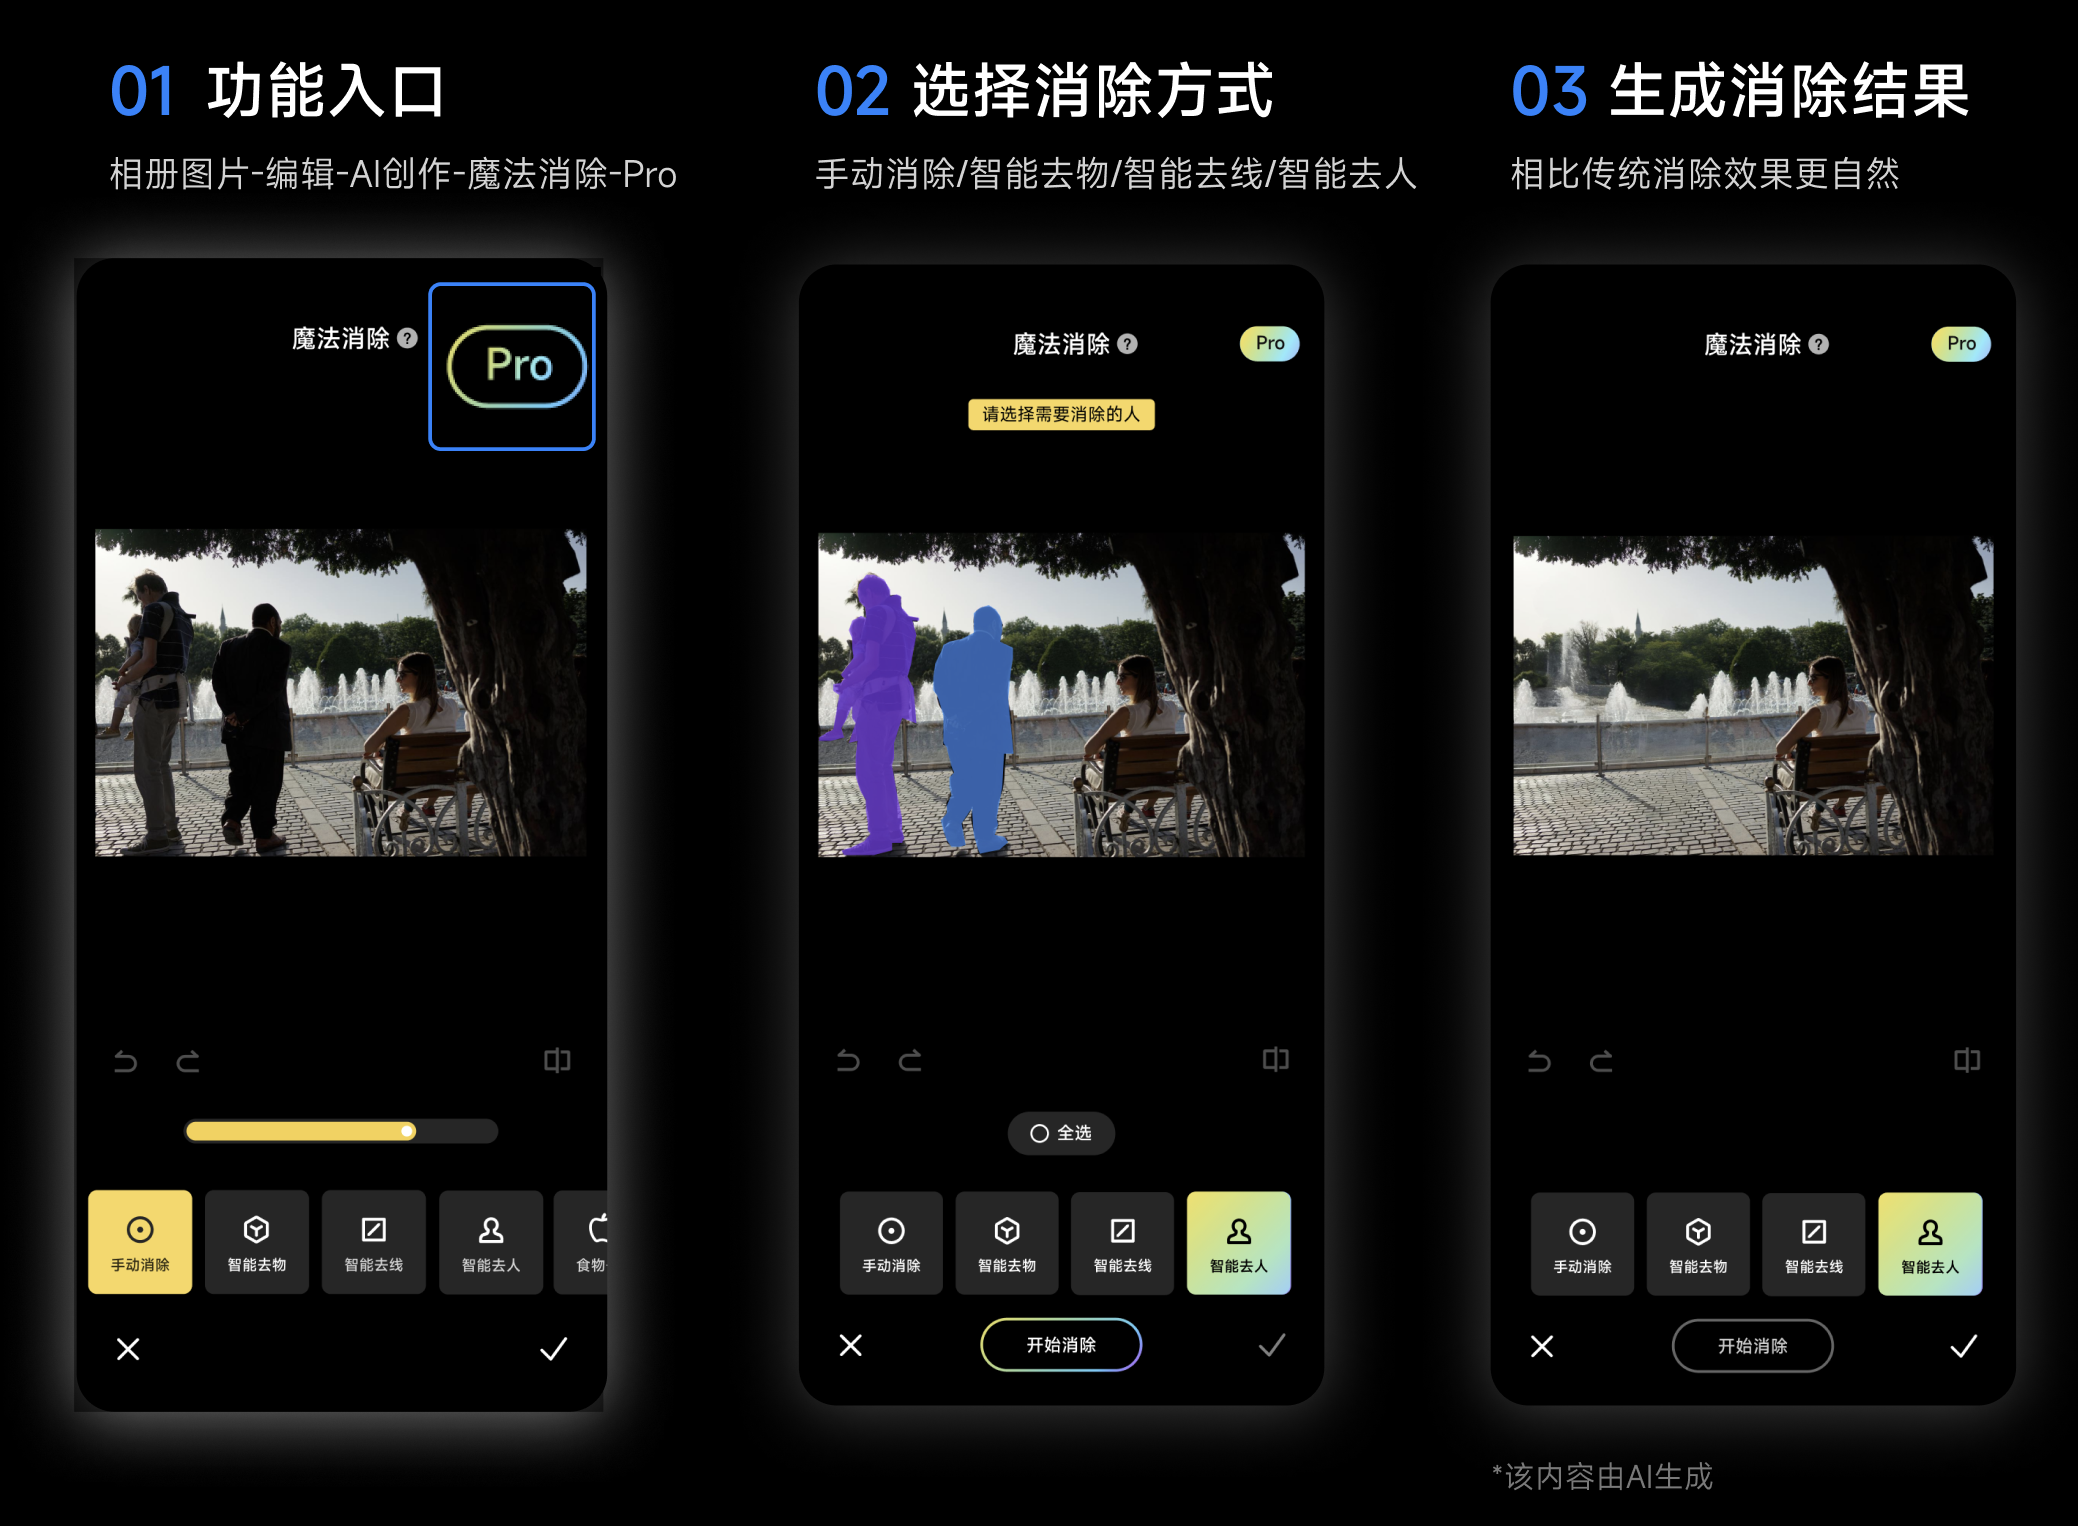 01 功能入口
相册图片-编辑-AI创作-魔法消除-Pro
魔法消除 ?
Pro
手动消除
智能去物
智能去线
智能去人
食物
02 选择消除方式
手动消除/智能去物/智能去线/智能去人
魔法消除 ?
Pro
请选择需要消除的人
全选
手动消除
智能去物
智能去线
智能去人
开始消除
03 生成消除结果
相比传统消除效果更自然
魔法消除 ?
Pro
手动消除
智能去物
智能去线
智能去人
开始消除
*该内容由AI生成